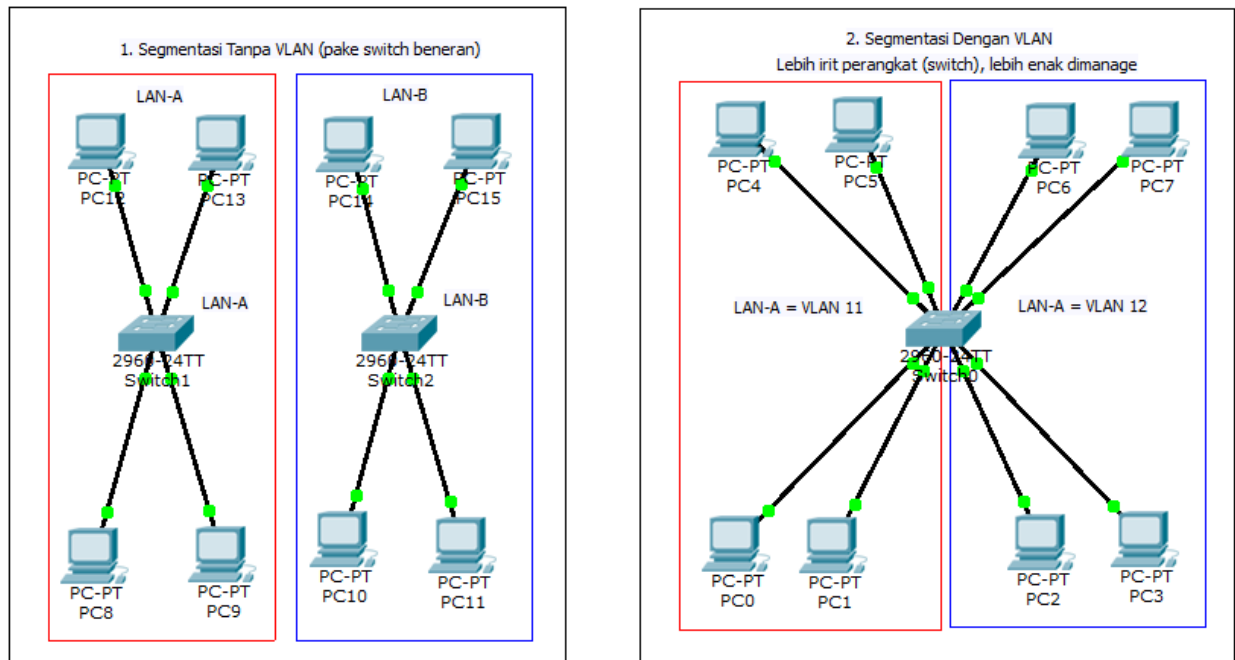 1. Segmentasi Tanpa VLAN (pake switch beneran)
LAN-A
LAN-B
PC-PT
PC12
PC-PT
PC13
PC-PT
PC14
PC-PT
PC15
LAN-A
LAN-B
2960-24TT
Switch1
2960-24TT
Switch2
PC-PT
PC8
PC-PT
PC9
PC-PT
PC10
PC-PT
PC11
2. Segmentasi Dengan VLAN
Lebih irit perangkat (switch), lebih enak dimanage
PC-PT
PC4
PC-PT
PC5
PC-PT
PC6
PC-PT
PC7
LAN-A = VLAN 11
LAN-A = VLAN 12
2960-24TT
Switch0
PC-PT
PC0
PC-PT
PC1
PC-PT
PC2
PC-PT
PC3